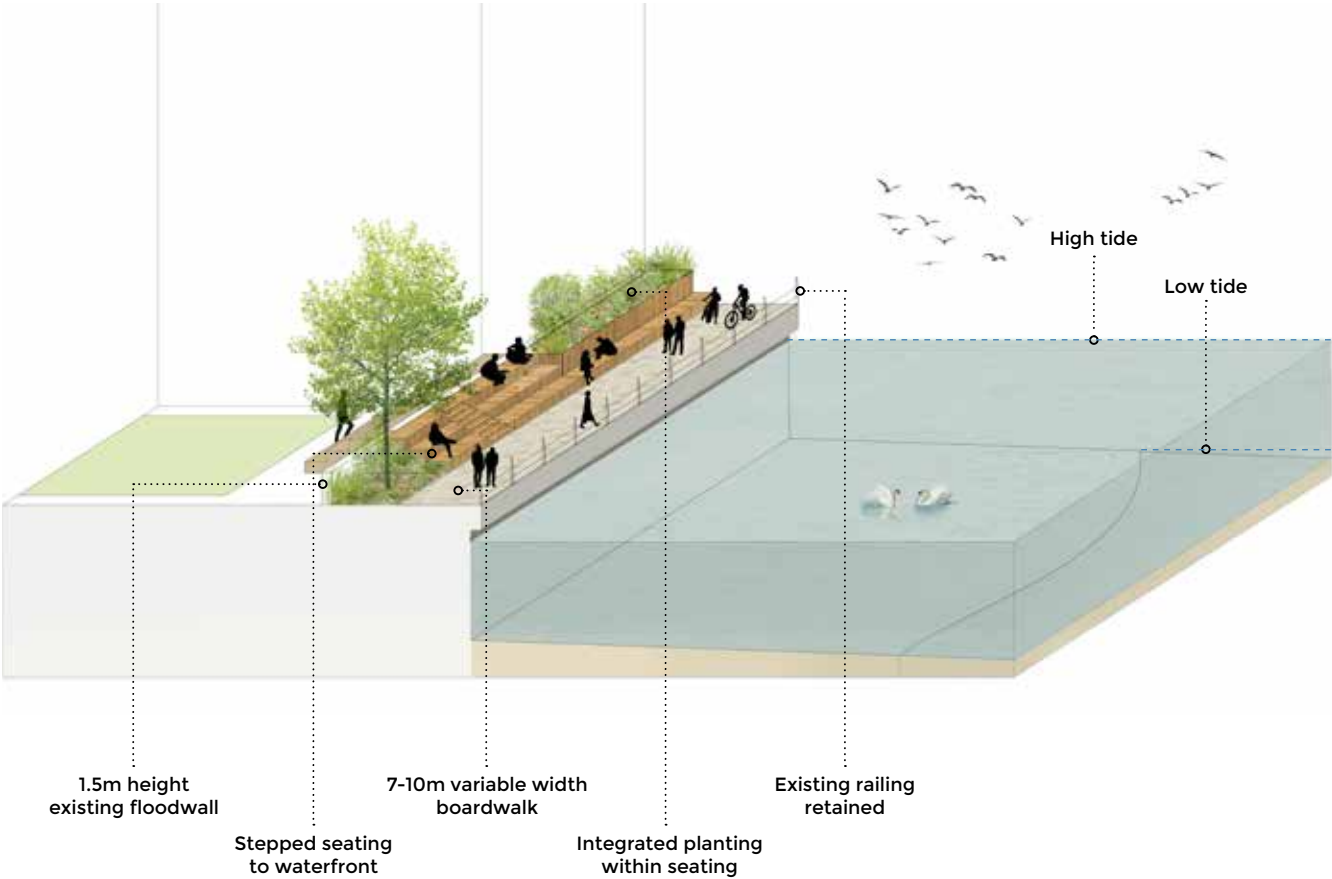 High tide
Low tide
1.5m height
existing floodwall
7-10m variable width
boardwalk
Existing railing
retained
Stepped seating
to waterfront
Integrated planting
within seating